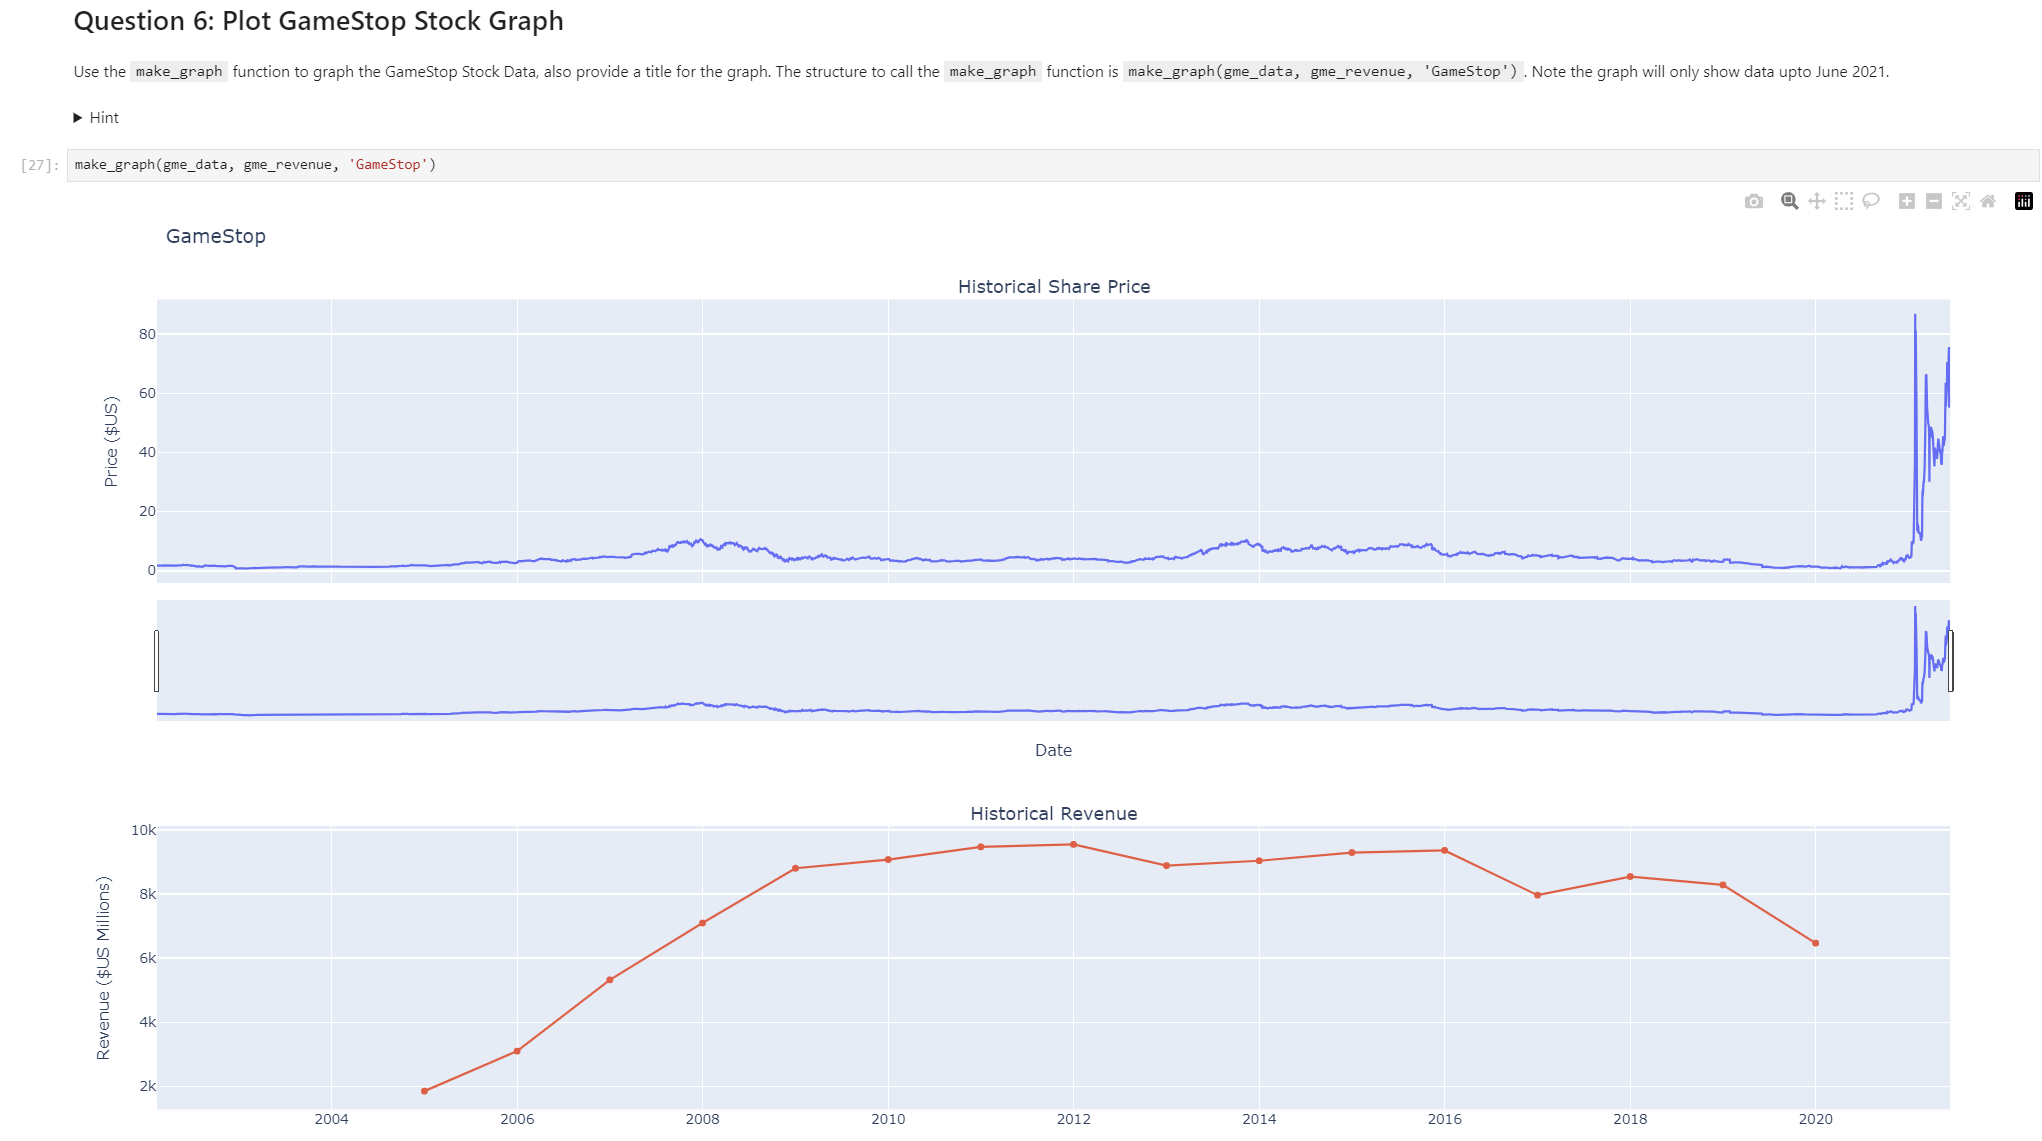 Question 6: Plot GameStop Stock Graph
Use the make_graph function to graph the GameStop Stock Data, also provide a title for the graph. The structure to call the make_graph function is make_graph(gme_data, gme_revenue, 'GameStop') . Note the graph will only show data upto June 2021.
Hint
[27]: make_graph(gme_data, gme_revenue, 'GameStop')
GameStop
Historical Share Price
80
60
40
20
0
Price ($US)
Date
Historical Revenue
10k
8k
6k
4k
2k
Revenue ($US Millions)
2004 2006 2008 2010 2012 2014 2016 2018 2020